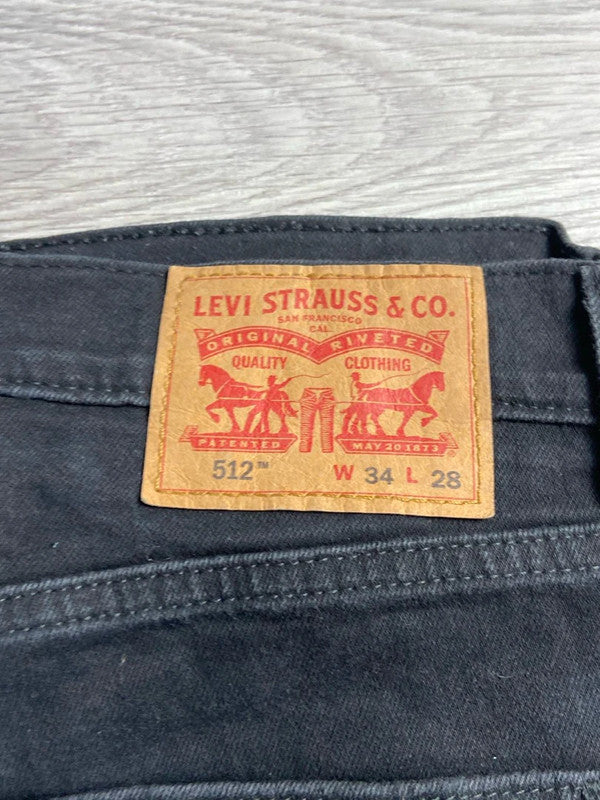 LEVI STRAUSS & CO.
SAN FRANCISCO
CAL
ORIGINAL RIVETED
QUALITY CLOTHING
PATENTED MAY 20 1873
512™ W 34 L 28